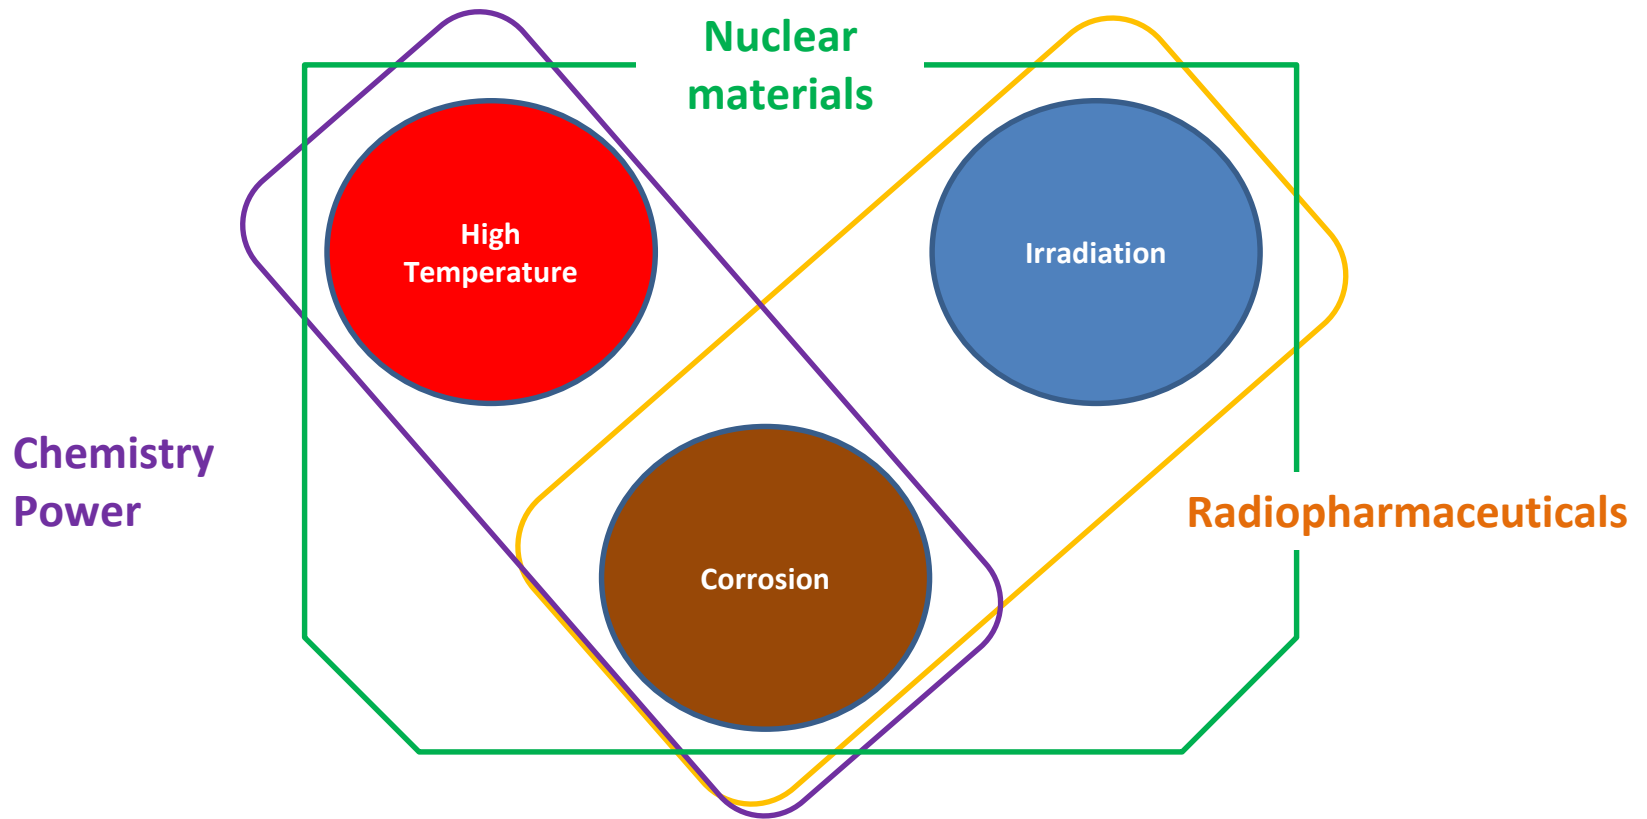 Nuclear
materials
High
Temperature
Irradiation
Chemistry
Power
Radiopharmaceuticals
Corrosion